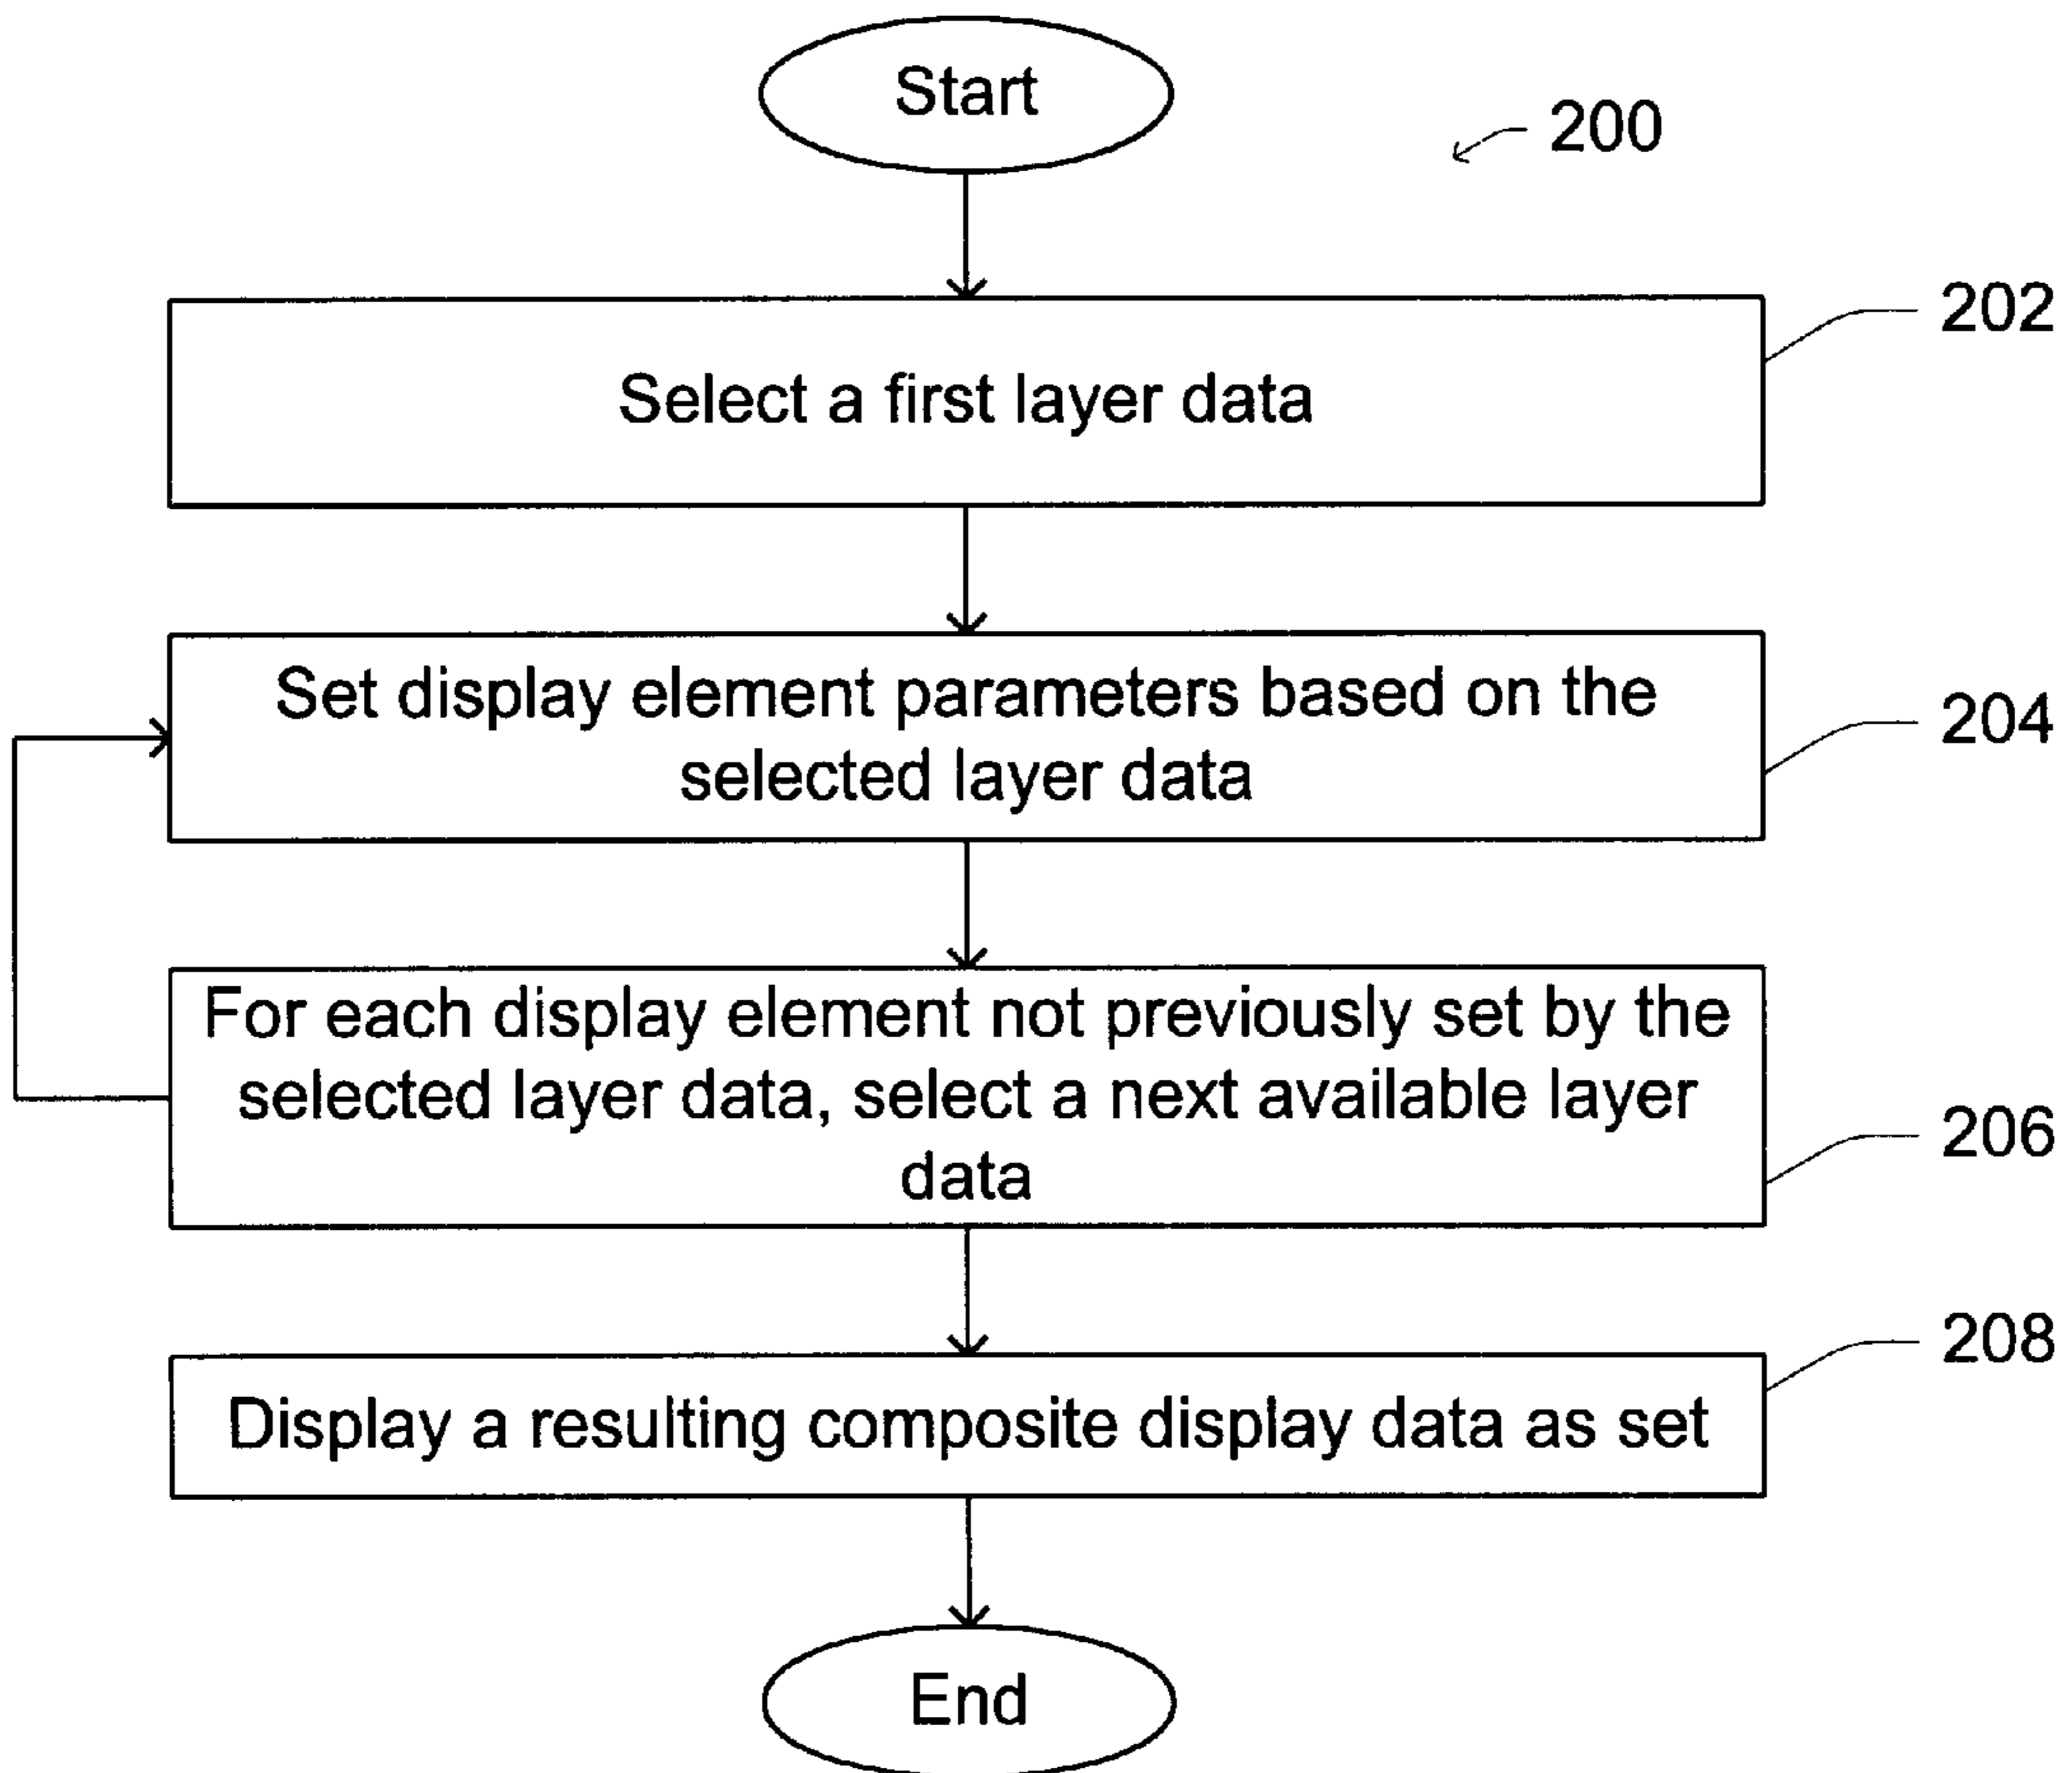 Start
200
202
Select a first layer data
Set display element parameters based on the
selected layer data
204
For each display element not previously set by the
selected layer data, select a next available layer
data
206
208
Display a resulting composite display data as set
End